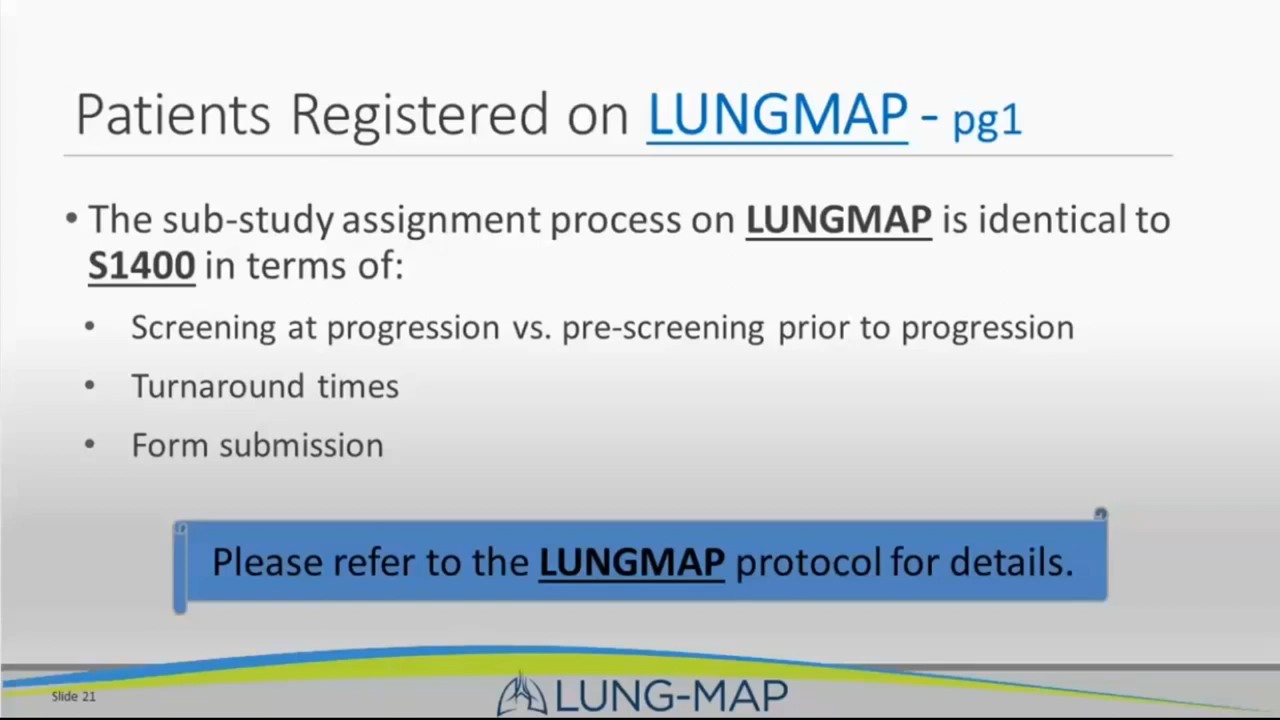 Patients Registered on LUNGMAP - pg1
• The sub-study assignment process on LUNGMAP is identical to
S1400 in terms of:
• Screening at progression vs. pre-screening prior to progression
• Turnaround times
• Form submission
Please refer to the LUNGMAP protocol for details.
Slide 21
LUNG-MAP